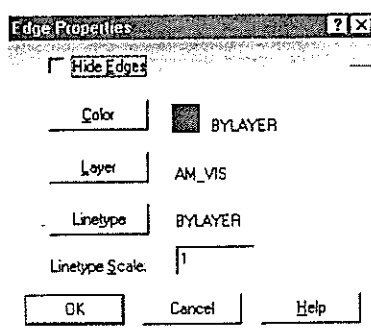 Edge Properties ? X
Hide Edges
Color BYLAYER
Layer AM_VIS
Linetype BYLAYER
Linetype Scale: 1
OK Cancel Help